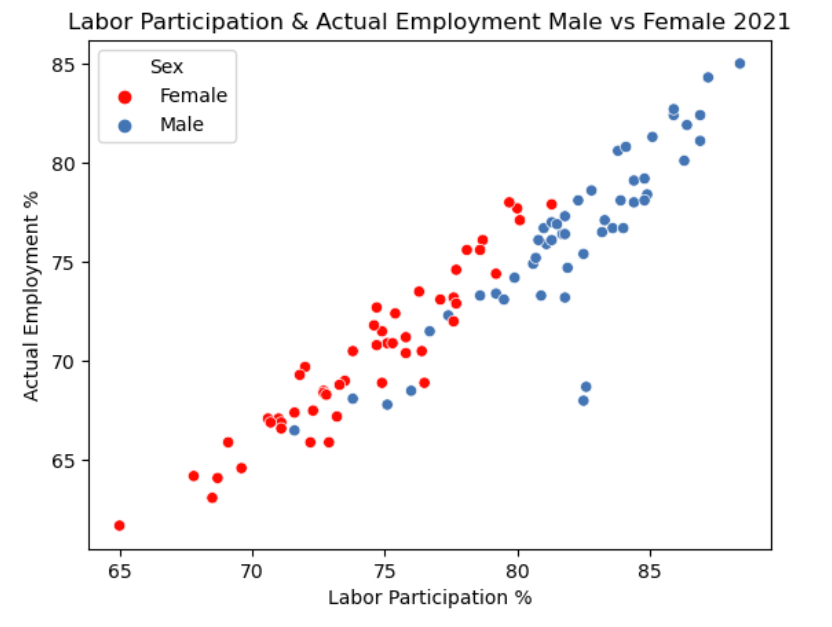 Labor Participation & Actual Employment Male vs Female 2021
Sex
Female
Male
85
80
75
70
65
Actual Employment %
65 70 75 80 85
Labor Participation %